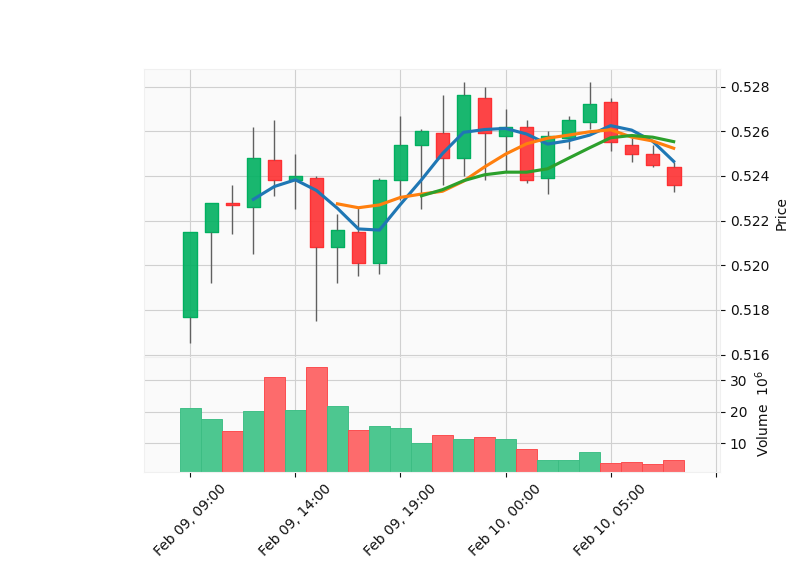 0.528
0.526
0.524
0.522
0.520
0.518
0.516
Price
30
20
10
Volume 10^6
Feb 09, 09:00
Feb 09, 14:00
Feb 09, 19:00
Feb 10, 00:00
Feb 10, 05:00